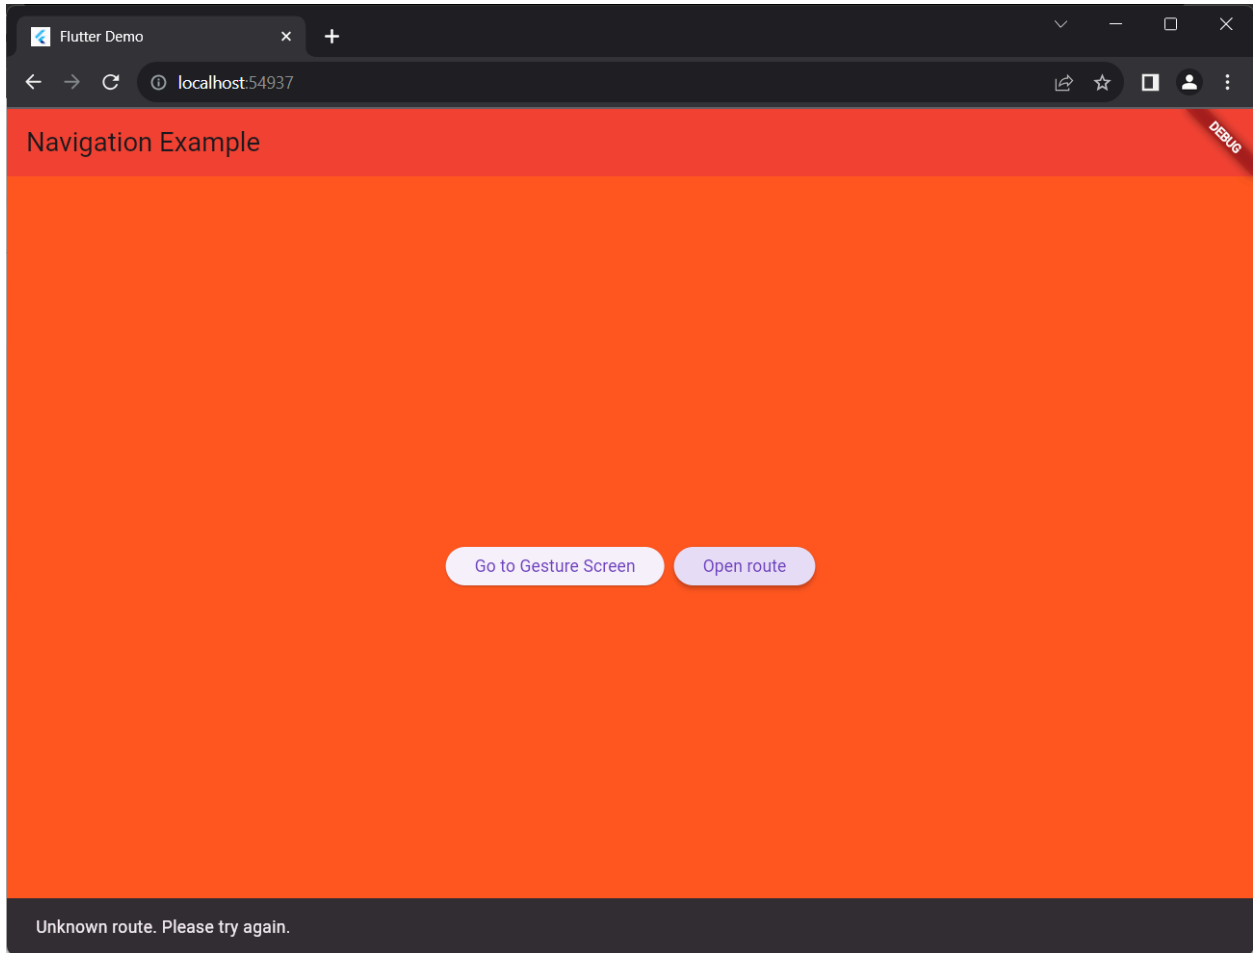 Flutter Demo
localhost:54937
Navigation Example
DEBUG
Go to Gesture Screen
Open route
Unknown route. Please try again.